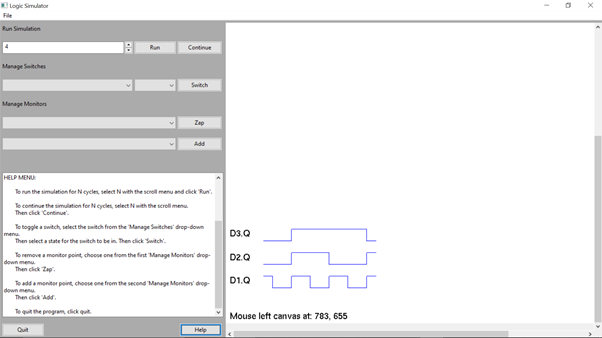 Logic Simulator
File
Run Simulation
4
Run
Continue
Manage Switches
Switch
Manage Monitors
Zap
Add
HELP MENU:
To run the simulation for N cycles, select N with the scroll menu and click 'Run'.
To continue the simulation for N cycles, select N with the scroll menu.
Then click 'Continue'.
To toggle a switch, select the switch from the 'Manage Switches' drop-down
menu.
Then select a state for the switch to be in. Then click 'Switch'.
To remove a monitor point, choose one from the first 'Manage Monitors' drop-
down menu.
Then click 'Zap'.
To add a monitor point, choose one from the second 'Manage Monitors' drop-
down menu.
Then click 'Add'.
To quit the program, click quit.
Quit
Help
D3.Q
D2.Q
D1.Q
Mouse left canvas at: 783, 655